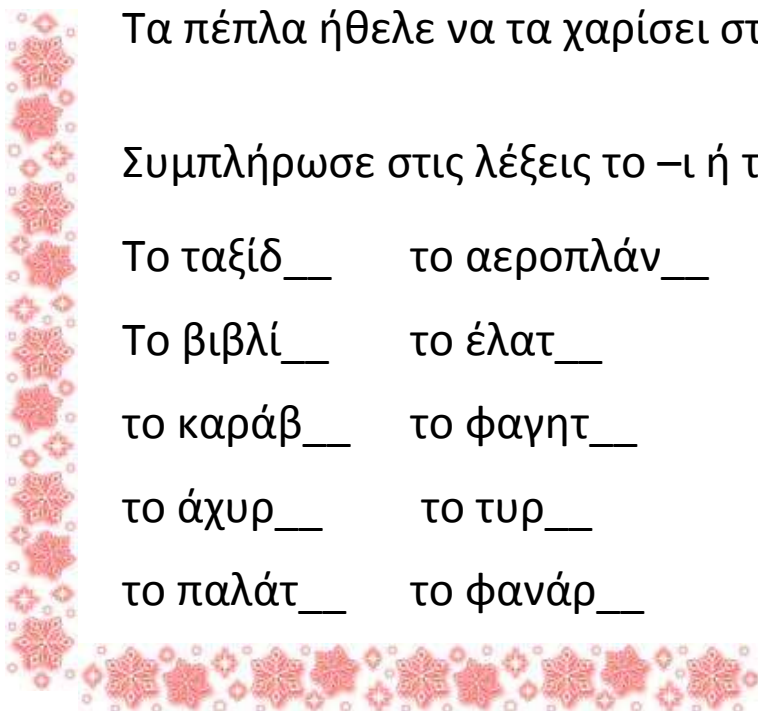 Τα πέπλα ήθελε να τα χαρίσει στ
Συμπλήρωσε στις λέξεις το –ι ή τ
Το ταξίδ__ το αεροπλάν__
Το βιβλί__ το έλατ__
το καράβ__ το φαγητ__
το άχυρ__ το τυρ__
το παλάτ__ το φανάρ__